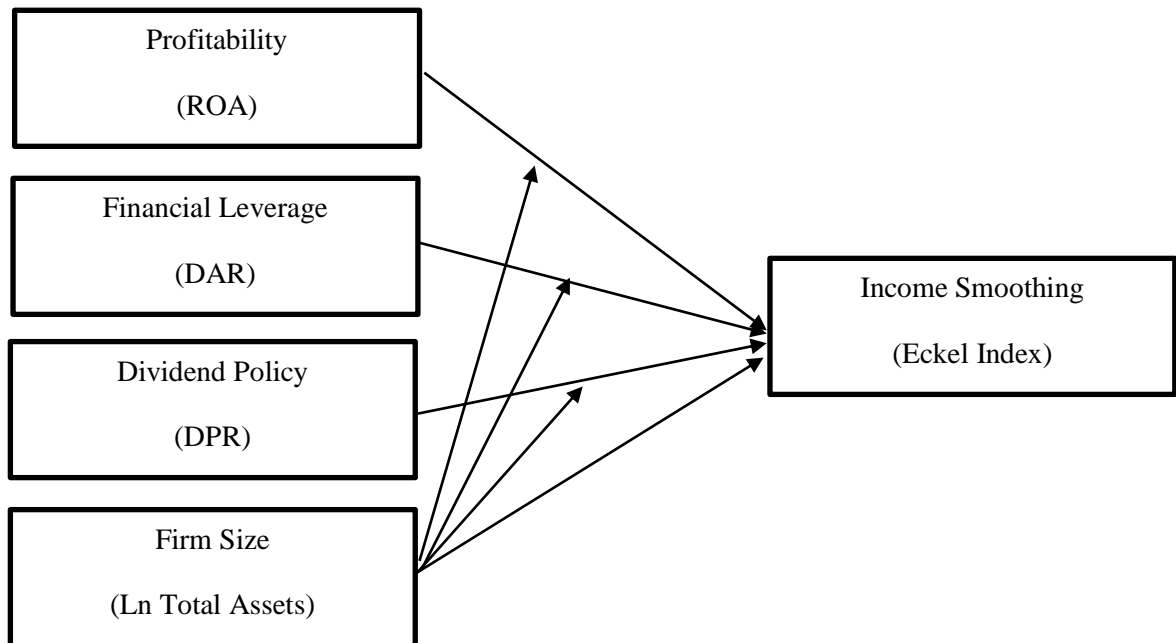 Profitability
(ROA)
Financial Leverage
(DAR)
Dividend Policy
(DPR)
Firm Size
(Ln Total Assets)
Income Smoothing
(Eckel Index)